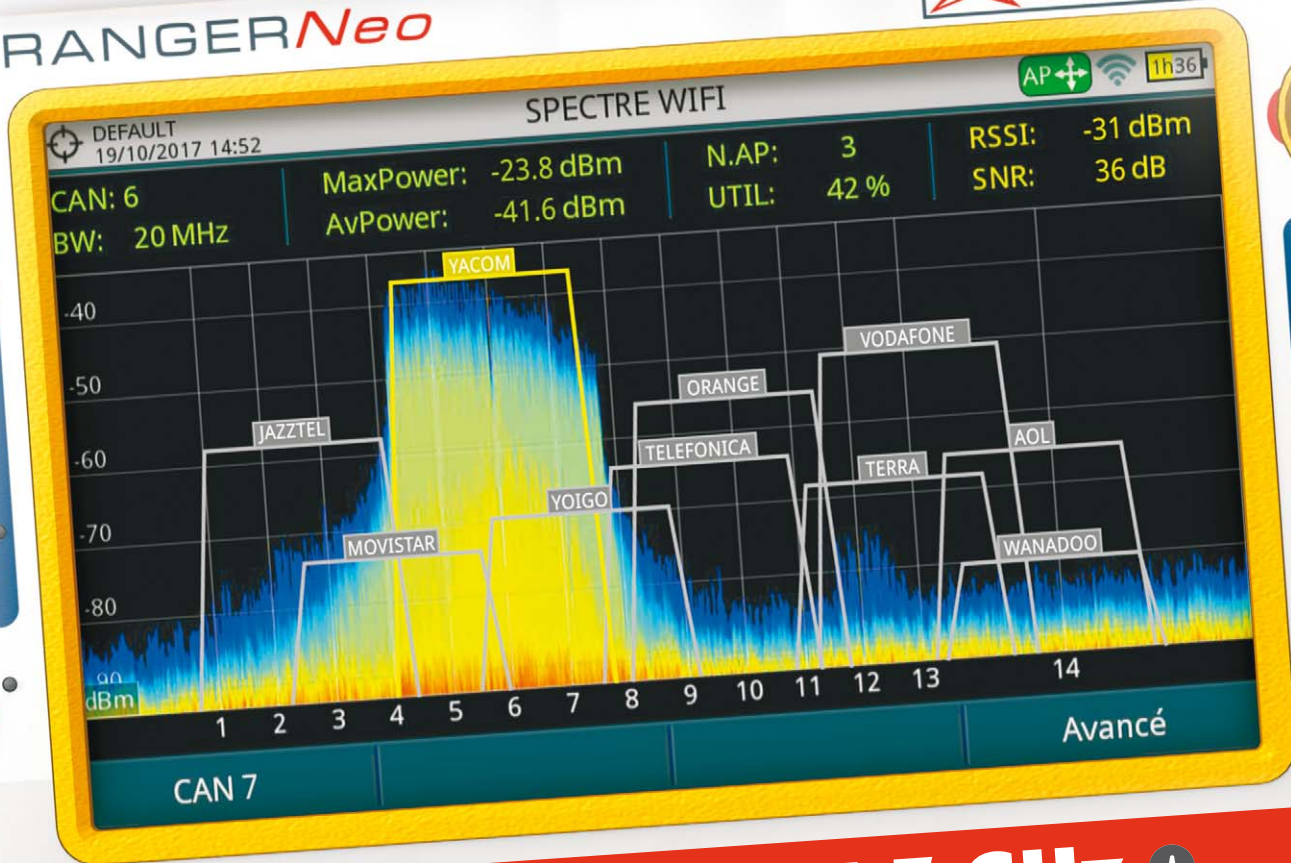 RANGERNeo
DEFAULT
19/10/2017 14:52
SPECTRE WIFI
AP
1h36
CAN: 6
BW: 20 MHz
MaxPower: -23.8 dBm
AvPower: -41.6 dBm
N.AP: 3
UTIL: 42 %
RSSI: -31 dBm
SNR: 36 dB
-40
-50
-60
-70
-80
-90
dBm
YACOM
VODAFONE
ORANGE
JAZZTEL
TELEFONICA
AOL
TERRA
YOIGO
MOVISTAR
WANADOO
1 2 3 4 5 6 7 8 9 10 11 12 13 14
CAN 7
Avancé